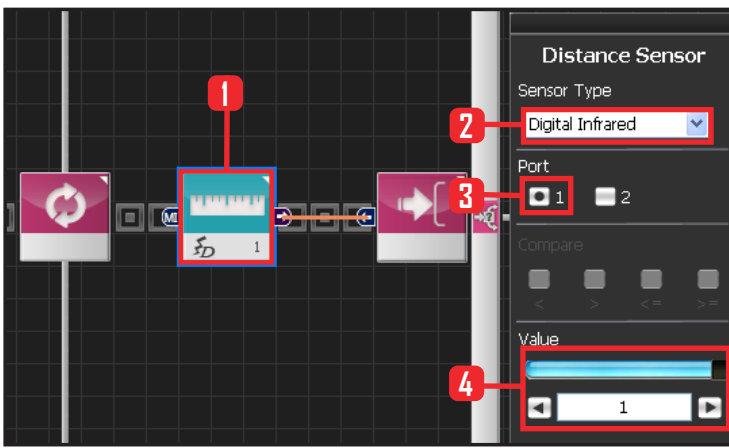 Distance Sensor
Sensor Type
Digital Infrared
Port
1
2
Compare
<
>
<=
>=
Value
1
1
2
3
4
1